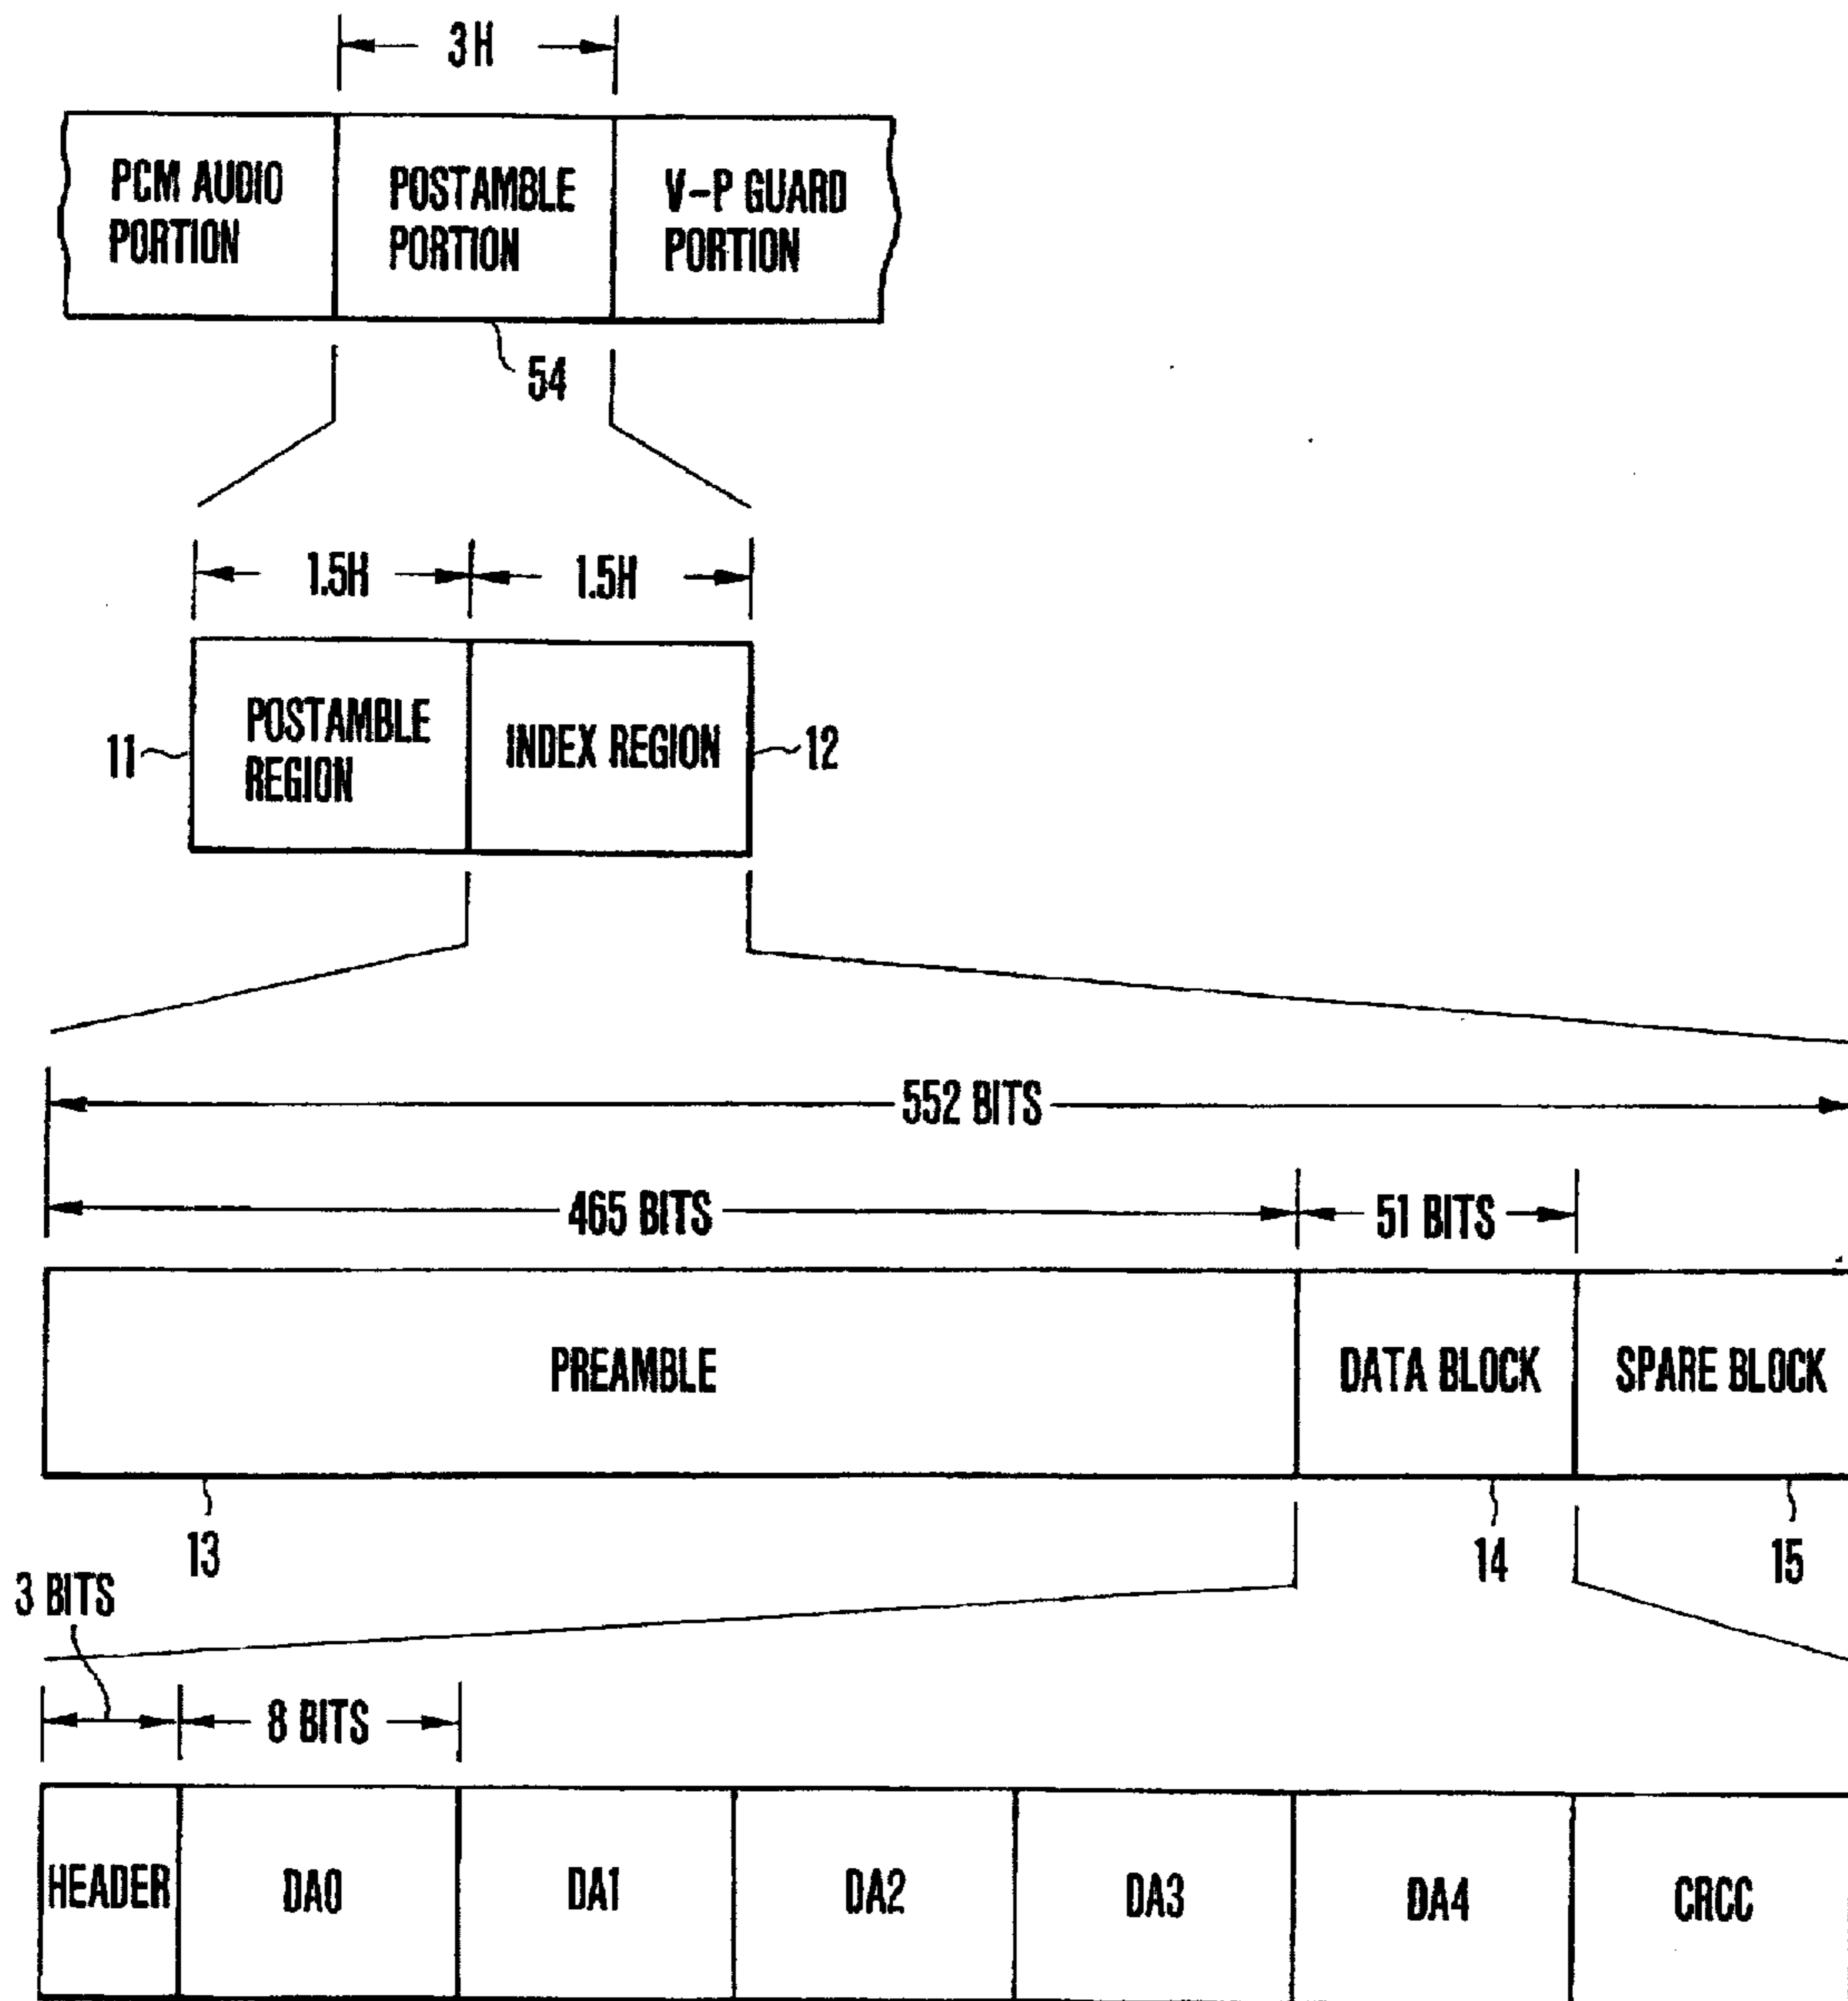 3H
PCM AUDIO
PORTION
POSTAMBLE
PORTION
V-P GUARD
PORTION
54
1.5H
1.5H
11
POSTAMBLE
REGION
INDEX REGION
12
552 BITS
465 BITS
51 BITS
PREAMBLE
DATA BLOCK
SPARE BLOCK
13
14
15
3 BITS
8 BITS
HEADER
DA0
DA1
DA2
DA3
DA4
CRCC